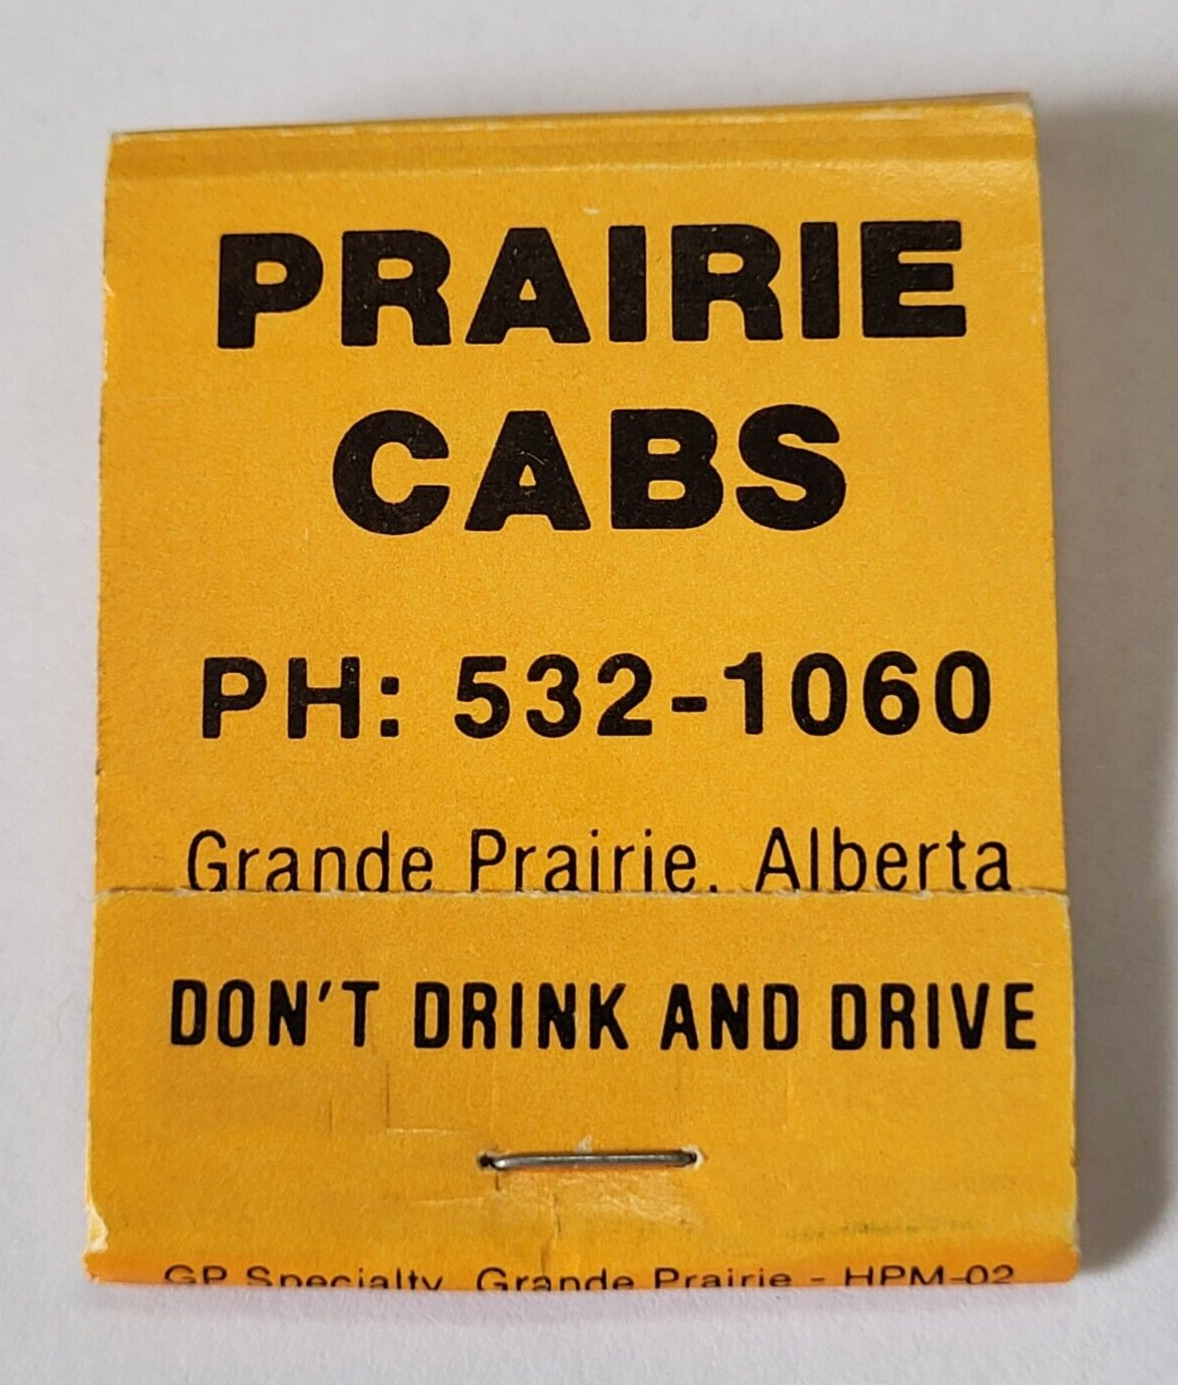 PRAIRIE
CABS
PH: 532-1060
Grande Prairie, Alberta
DON'T DRINK AND DRIVE
GP Specialty, Grande Prairie - HPM-02